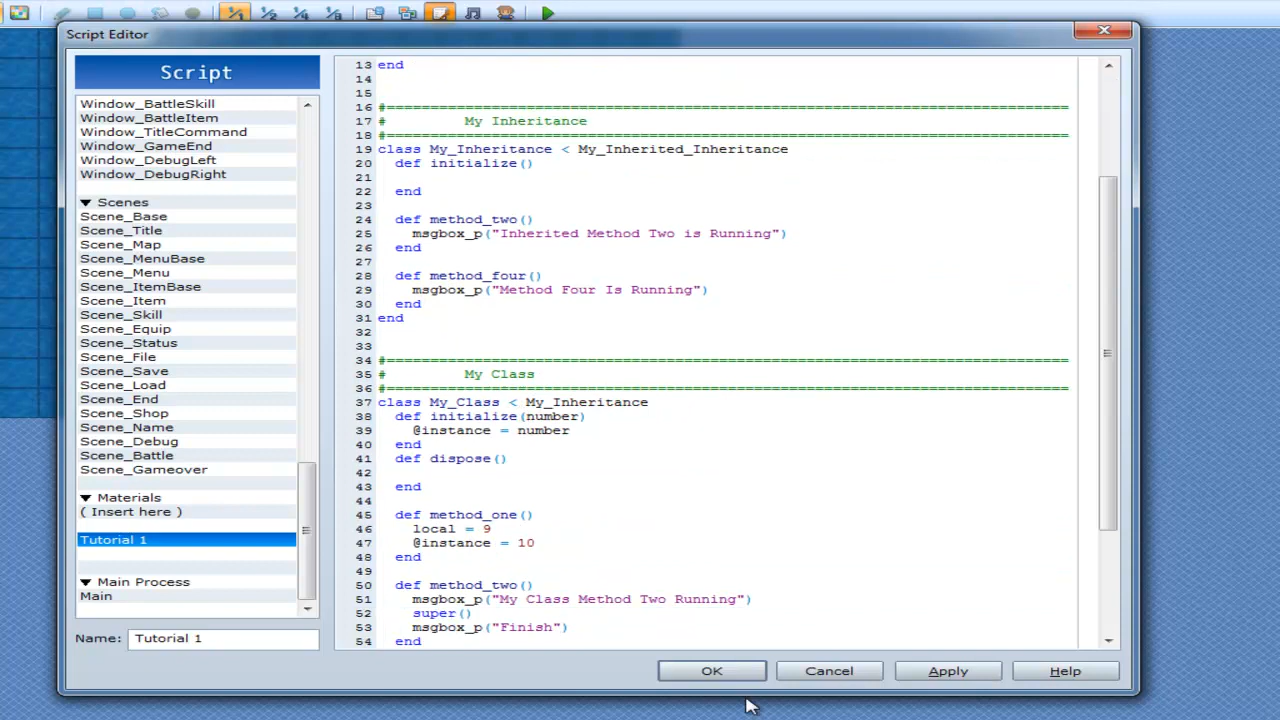 Script Editor
Script
Window_BattleSkill
Window_BattleItem
Window_TitleCommand
Window_GameEnd
Window_DebugLeft
Window_DebugRight
▼ Scenes
Scene_Base
Scene_Title
Scene_Map
Scene_MenuBase
Scene_Menu
Scene_ItemBase
Scene_Item
Scene_Skill
Scene_Equip
Scene_Status
Scene_File
Scene_Save
Scene_Load
Scene_End
Scene_Shop
Scene_Name
Scene_Debug
Scene_Battle
Scene_Gameover
▼ Materials
( Insert here )
Tutorial 1
▼ Main Process
Main
Name: Tutorial 1
13 end
14
15
16 #==============================================================================
17 # My Inheritance
18 #==============================================================================
19 class My_Inheritance < My_Inherited_Inheritance
20 def initialize()
21
22 end
23
24 def method_two()
25 msgbox_p("Inherited Method Two is Running")
26 end
27
28 def method_four()
29 msgbox_p("Method Four Is Running")
30 end
31 end
32
33
34 #==============================================================================
35 # My Class
36 #==============================================================================
37 class My_Class < My_Inheritance
38 def initialize(number)
39 @instance = number
40 end
41 def dispose()
42
43 end
44
45 def method_one()
46 local = 9
47 @instance = 10
48 end
49
50 def method_two()
51 msgbox_p("My Class Method Two Running")
52 super()
53 msgbox_p("Finish")
54 end
OK Cancel Apply Help